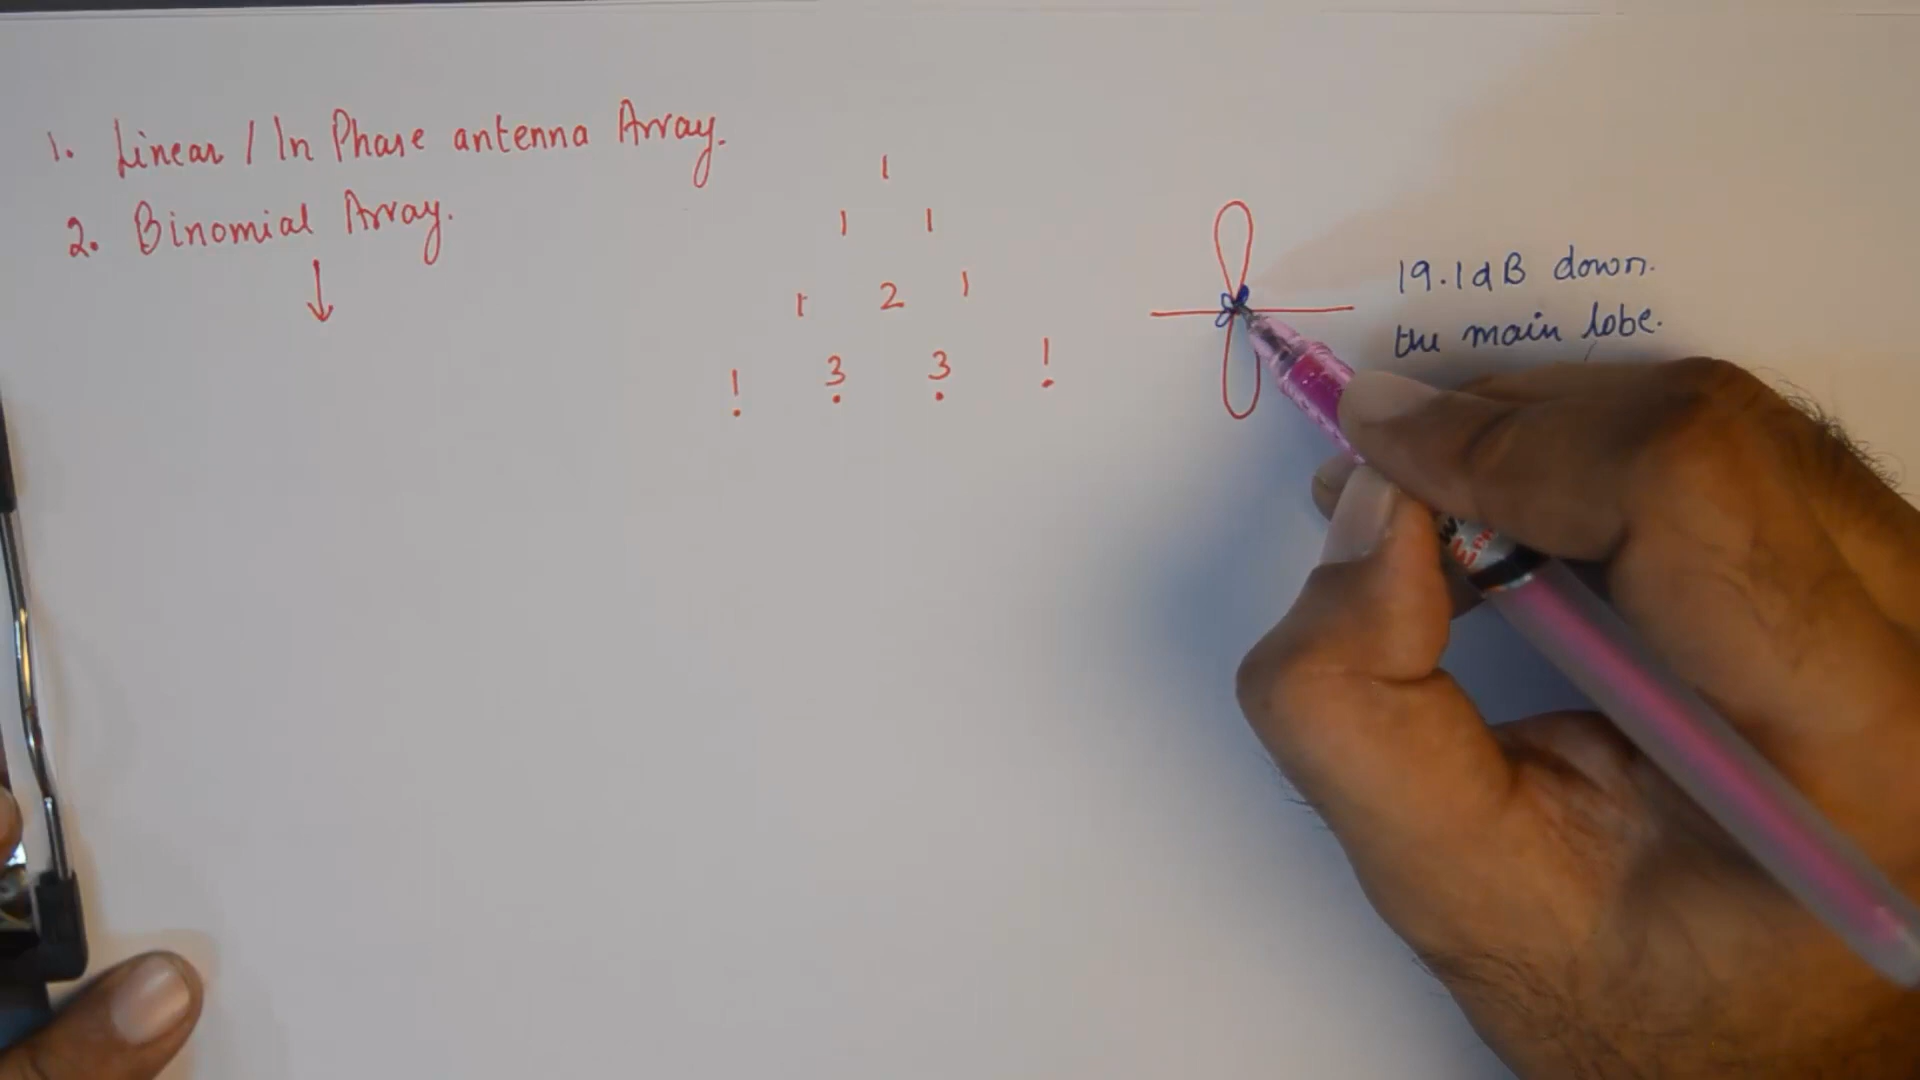 1. Linear / In Phase antenna Array.
2. Binomial Array.
1
1 1
1 2 1
1 3 3 1
19.1dB down.
the main lobe.